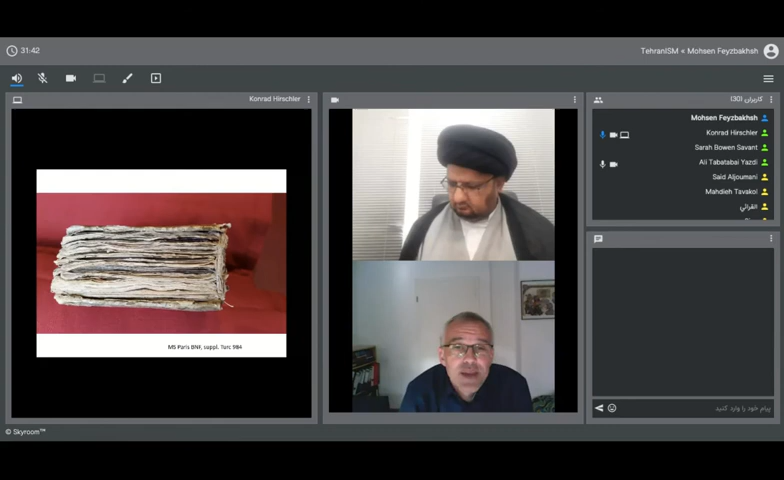 31:42
TehranISM « Mohsen Feyzbakhsh
Konrad Hirschler
MS Paris BNF, suppl. Turc 984
کاربران (30)
Mohsen Feyzbakhsh
Konrad Hirschler
Sarah Bowen Savant
Ali Tabatabai Yazdi
Said Aljoumani
Mahdieh Tavakol
القرائي
پیام خود را وارد کنید
© Skyroom™